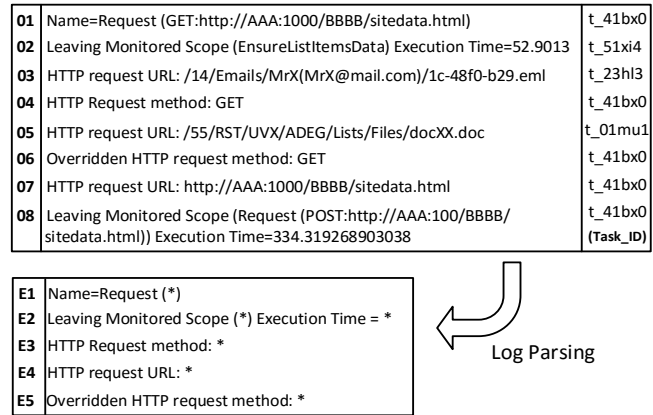 01 Name=Request (GET:http://AAA:1000/BBBB/sitedata.html) t_41bx0
02 Leaving Monitored Scope (EnsureListItemsData) Execution Time=52.9013 t_51xi4
03 HTTP request URL: /14/Emails/MrX(MrX@mail.com)/1c-48f0-b29.eml t_23hl3
04 HTTP Request method: GET t_41bx0
05 HTTP request URL: /55/RST/UVX/ADEG/Lists/Files/docXX.doc t_01mu1
06 Overridden HTTP request method: GET t_41bx0
07 HTTP request URL: http://AAA:1000/BBBB/sitedata.html t_41bx0
08 Leaving Monitored Scope (Request (POST:http://AAA:100/BBBB/ t_41bx0
sitedata.html)) Execution Time=334.319268903038 (Task_ID)
E1 Name=Request (*)
E2 Leaving Monitored Scope (*) Execution Time = *
E3 HTTP Request method: *
E4 HTTP request URL: *
E5 Overridden HTTP request method: *
Log Parsing